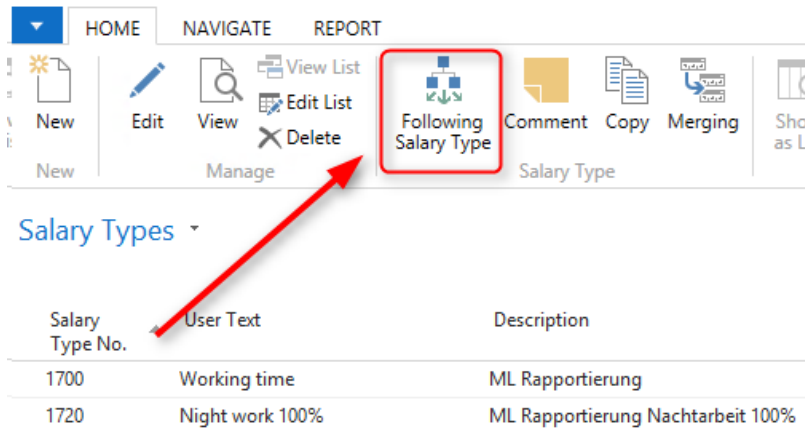 HOME NAVIGATE REPORT
New
Edit
View
View List
Edit List
Delete
Following
Salary Type
Comment
Copy
Merging
New
Manage
Salary Type
Salary Types
Salary
Type No.
User Text
Description
1700 Working time ML Rapportierung
1720 Night work 100% ML Rapportierung Nachtarbeit 100%